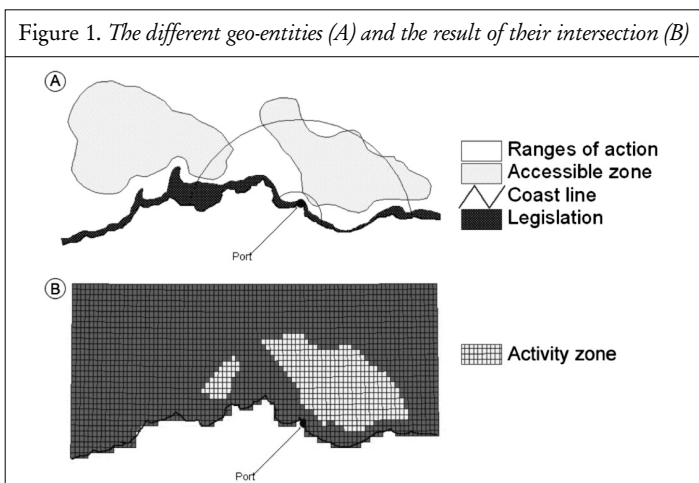 Figure 1. The different geo-entities (A) and the result of their intersection (B)
A
Ranges of action
Accessible zone
Coast line
Legislation
Port
B
Activity zone
Port